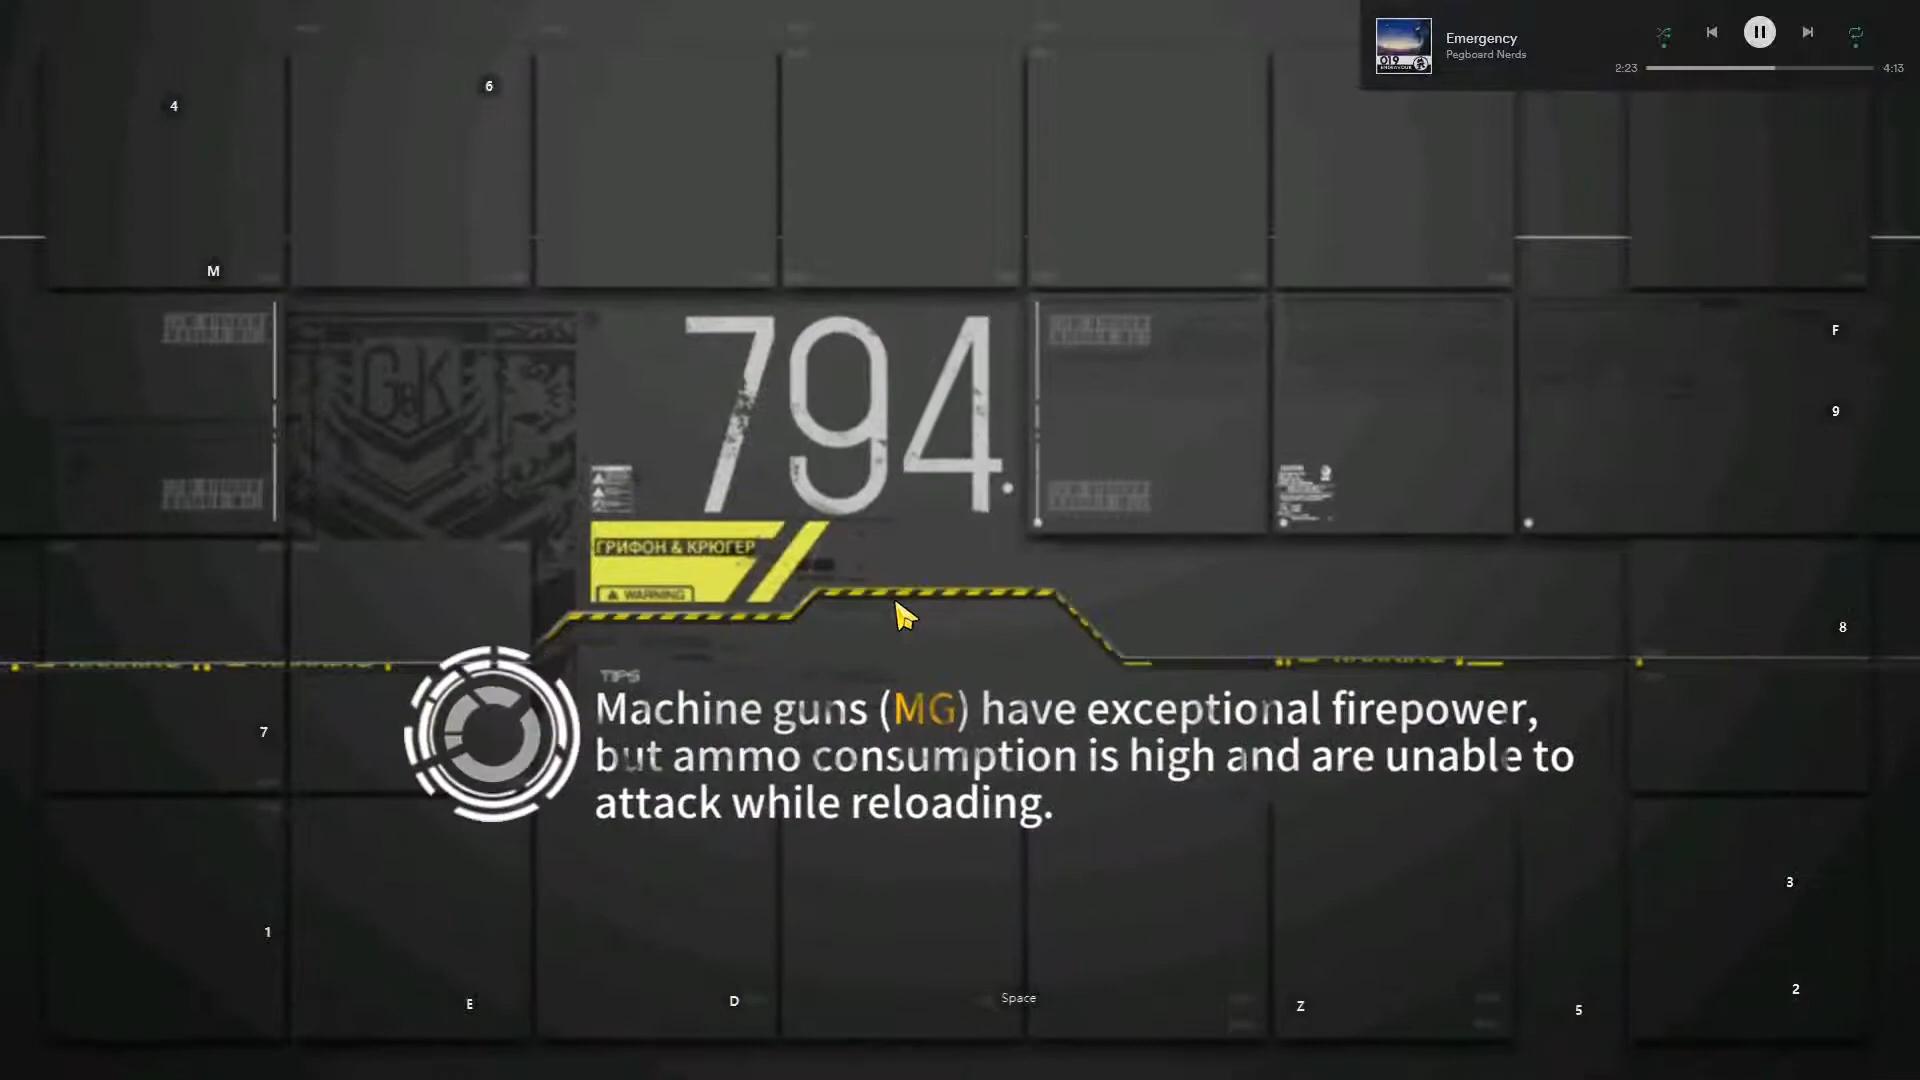 Emergency
Pegboard Nerds
2:23
4:13
4
6
M
G&K
794.
F
9
ГРИФОН & КРЮГЕР
WARNING
8
TIPS
Machine guns (MG) have exceptional firepower,
but ammo consumption is high and are unable to
attack while reloading.
7
3
1
2
E
D
Space
Z
5